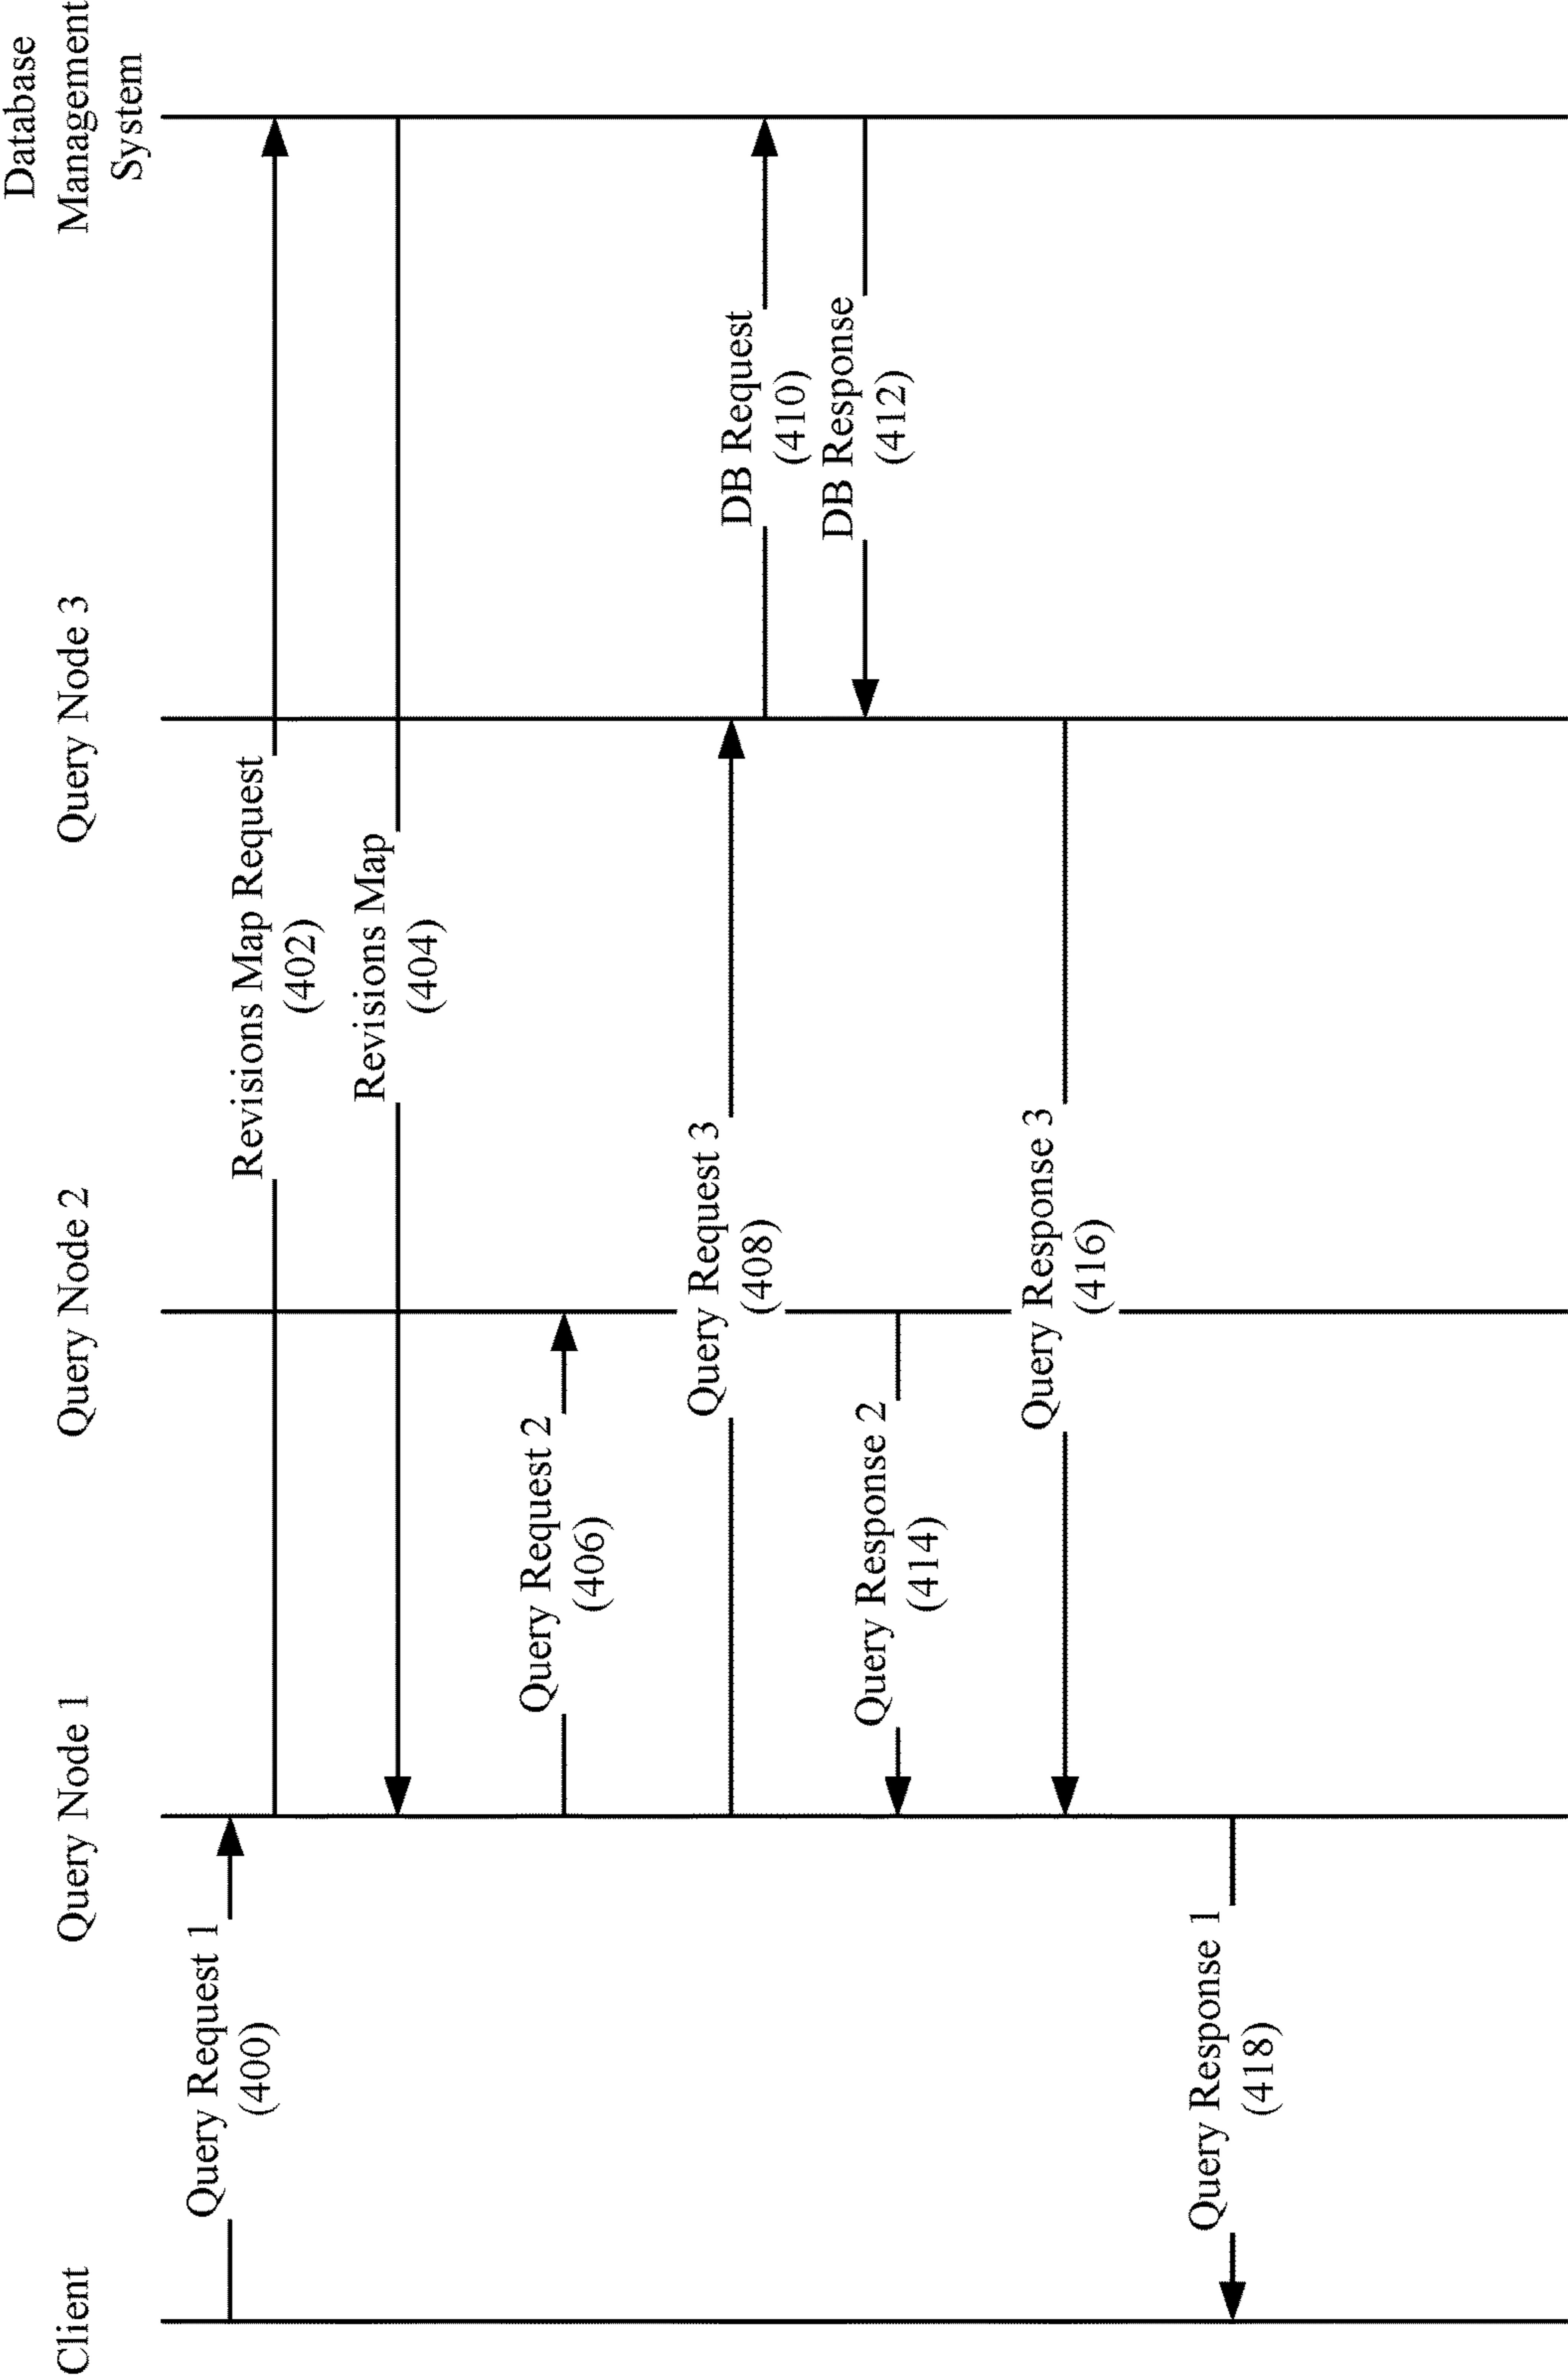 Client
Query Node 1
Query Node 2
Query Node 3
Database
Management
System
Query Request 1
(400)
Revisions Map Request
(402)
Revisions Map
(404)
Query Request 2
(406)
Query Request 3
(408)
DB Request
(410)
DB Response
(412)
Query Response 2
(414)
Query Response 3
(416)
Query Response 1
(418)